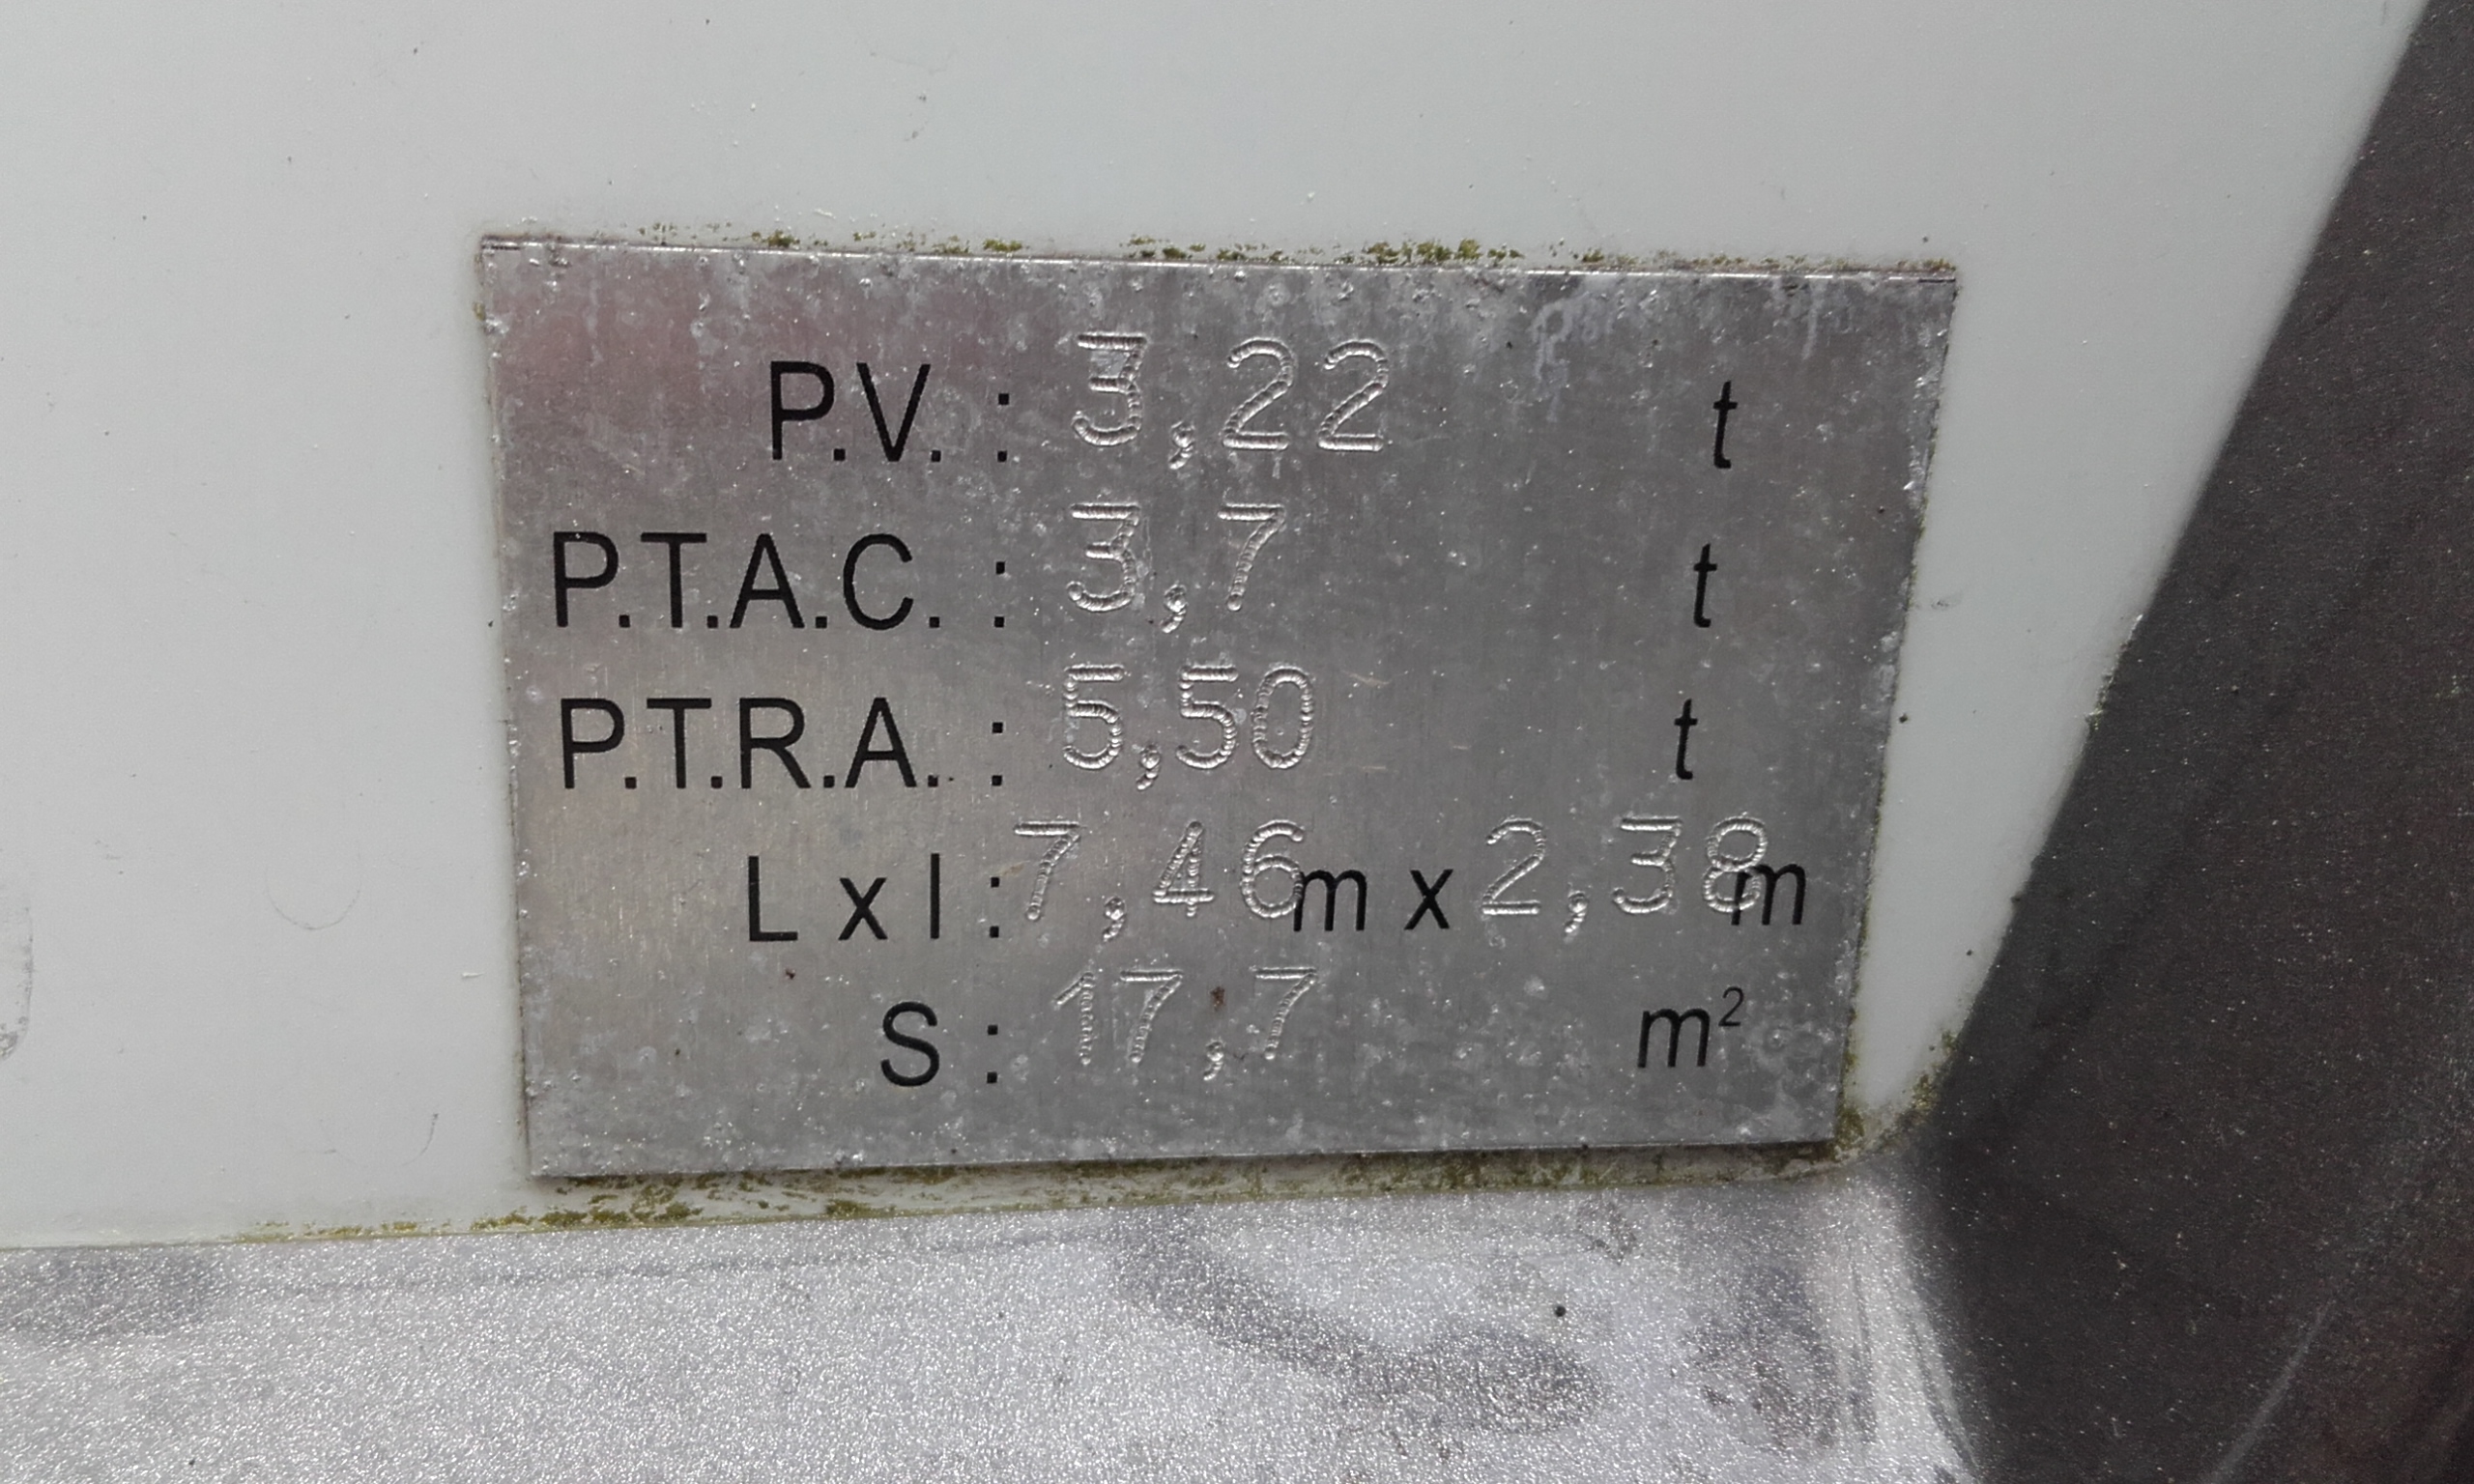 P.V. : 3,22 t
P.T.A.C. : 3,7 t
P.T.R.A. : 5,50 t
L x l : 7,46 m x 2,38 m
S : 17,7 m²